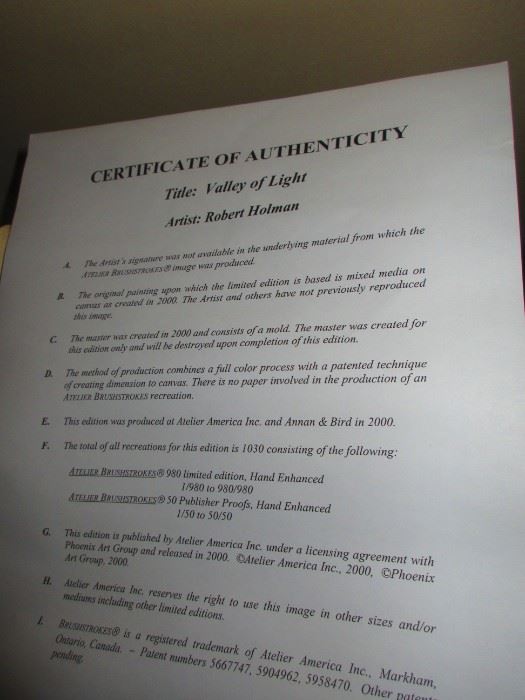 CERTIFICATE OF AUTHENTICITY
Title: Valley of Light
Artist: Robert Holman
A. The Artist's signature was not available in the underlying material from which the
ATELIER BRUSHSTROKES® image was produced.
B. The original painting upon which the limited edition is based is mixed media on
canvas as created in 2000. The Artist and others have not previously reproduced
this image.
C. The master was created in 2000 and consists of a mold. The master was created for
this edition only and will be destroyed upon completion of this edition.
D. The method of production combines a full color process with a patented technique
of creating dimension to canvas. There is no paper involved in the production of an
ATELIER BRUSHSTROKES recreation.
E. This edition was produced at Atelier America Inc. and Annan & Bird in 2000.
F. The total of all recreations for this edition is 1030 consisting of the following:
ATELIER BRUSHSTROKES® 980 limited edition, Hand Enhanced
1/980 to 980/980
ATELIER BRUSHSTROKES® 50 Publisher Proofs, Hand Enhanced
1/50 to 50/50
G. This edition is published by Atelier America Inc. under a licensing agreement with
Phoenix Art Group and released in 2000. ©Atelier America Inc., 2000, ©Phoenix
Art Group, 2000.
H. Atelier America Inc. reserves the right to use this image in other sizes and/or
mediums including other limited editions.
I. BRUSHSTROKES® is a registered trademark of Atelier America Inc., Markham,
Ontario, Canada. - Patent numbers 5667747, 5904962, 5958470. Other patent
pending.